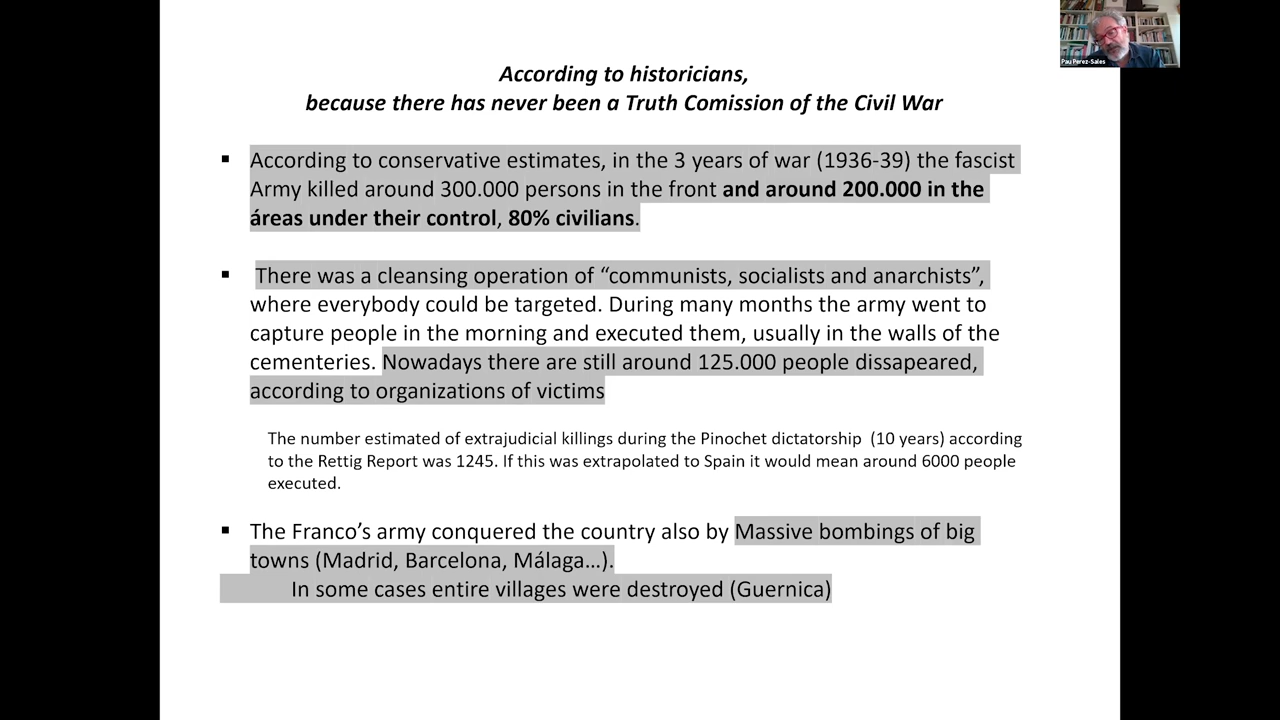 Pau Perez-Sales
According to historicians,
because there has never been a Truth Comission of the Civil War
▪ According to conservative estimates, in the 3 years of war (1936-39) the fascist
Army killed around 300.000 persons in the front and around 200.000 in the
áreas under their control, 80% civilians.
▪ There was a cleansing operation of “communists, socialists and anarchists”,
where everybody could be targeted. During many months the army went to
capture people in the morning and executed them, usually in the walls of the
cementeries. Nowadays there are still around 125.000 people dissapeared,
according to organizations of victims
The number estimated of extrajudicial killings during the Pinochet dictatorship (10 years) according
to the Rettig Report was 1245. If this was extrapolated to Spain it would mean around 6000 people
executed.
▪ The Franco’s army conquered the country also by Massive bombings of big
towns (Madrid, Barcelona, Málaga…).
In some cases entire villages were destroyed (Guernica)